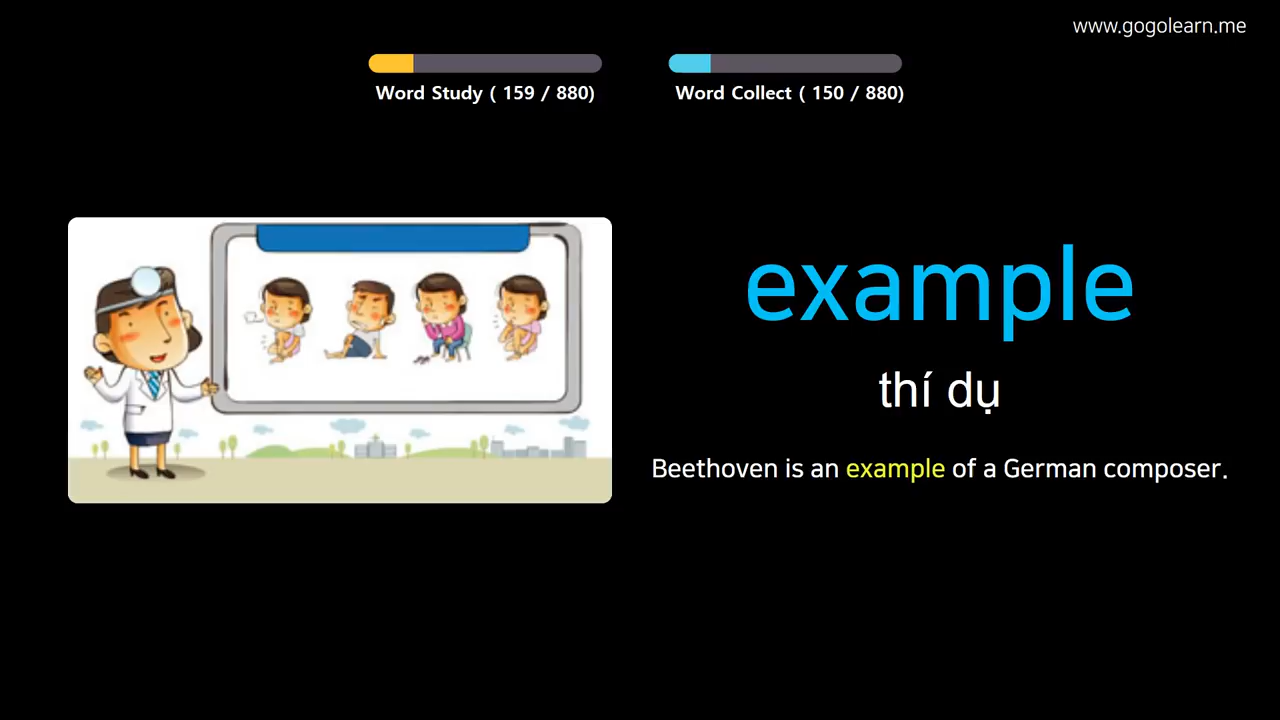 www.gogolearn.me
Word Study ( 159 / 880)
Word Collect ( 150 / 880)
example
thí dụ
Beethoven is an example of a German composer.